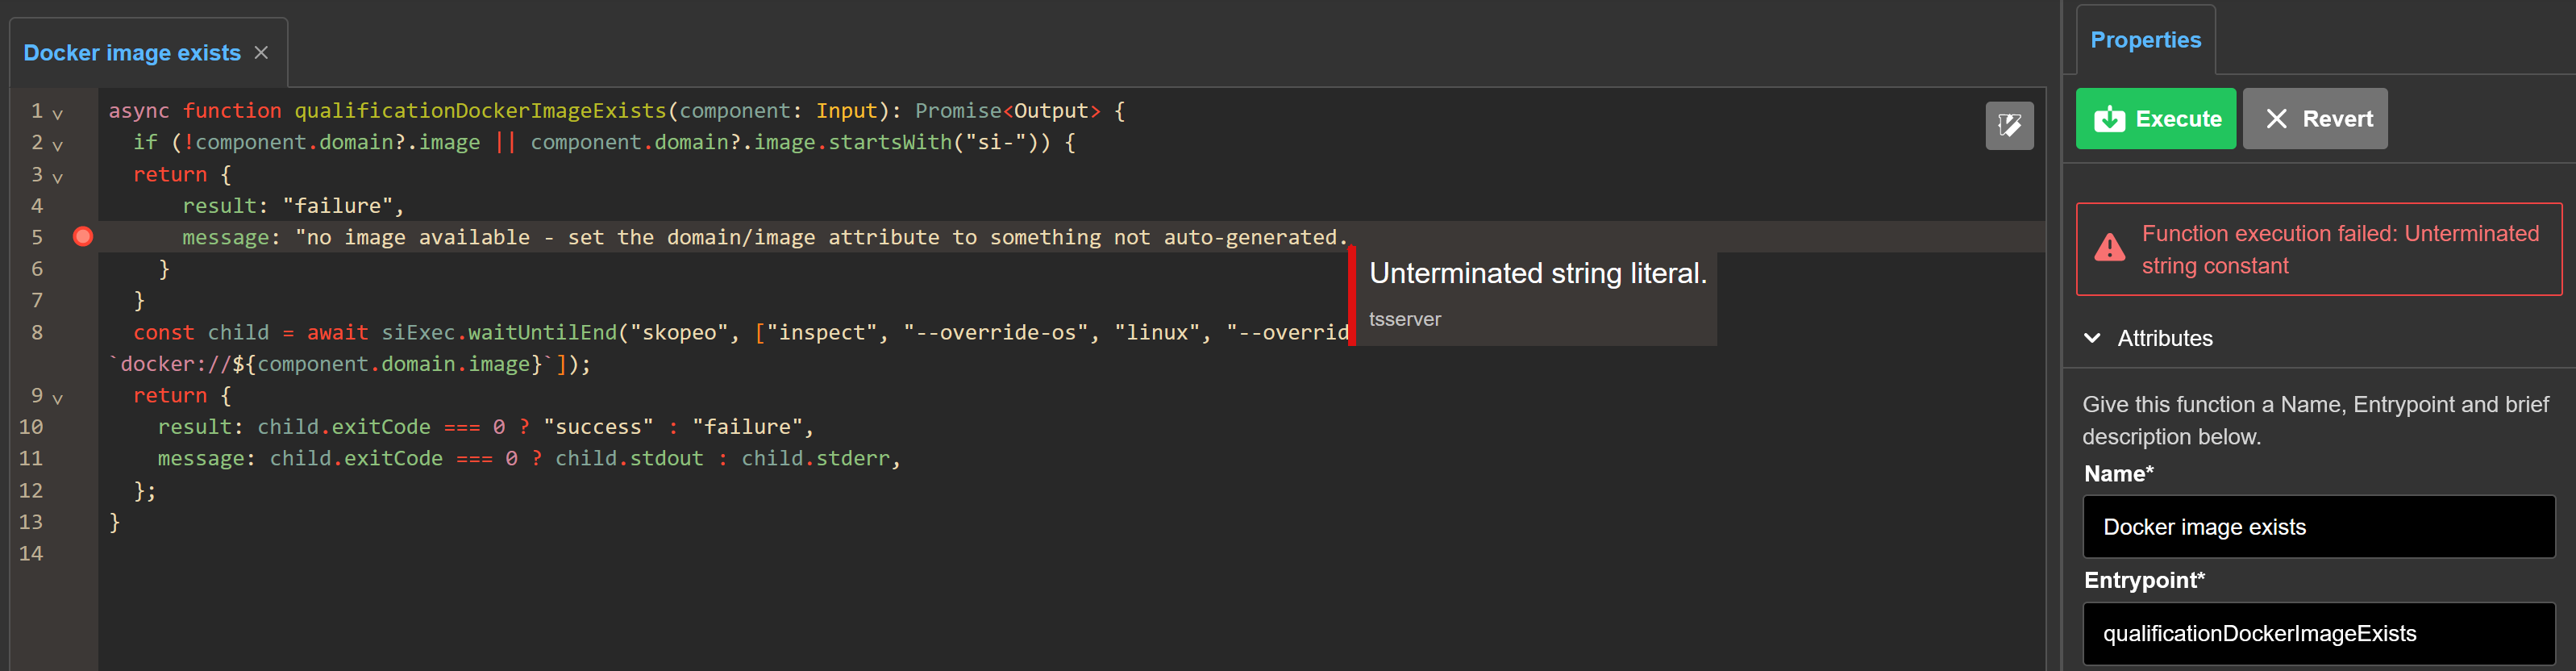 Docker image exists ×
1 async function qualificationDockerImageExists(component: Input): Promise<Output> {
2 if (!component.domain?.image || component.domain?.image.startsWith("si-")) {
3 return {
4 result: "failure",
5 message: "no image available - set the domain/image attribute to something not auto-generated.
6 }
7 }
8 const child = await siExec.waitUntilEnd("skopeo", ["inspect", "--override-os", "linux", "--overrid
`docker://${component.domain.image}`]);
9 return {
10 result: child.exitCode === 0 ? "success" : "failure",
11 message: child.exitCode === 0 ? child.stdout : child.stderr,
12 };
13 }
14
Unterminated string literal.
tsserver
Properties
Execute
Revert
Function execution failed: Unterminated
string constant
Attributes
Give this function a Name, Entrypoint and brief
description below.
Name*
Docker image exists
Entrypoint*
qualificationDockerImageExists